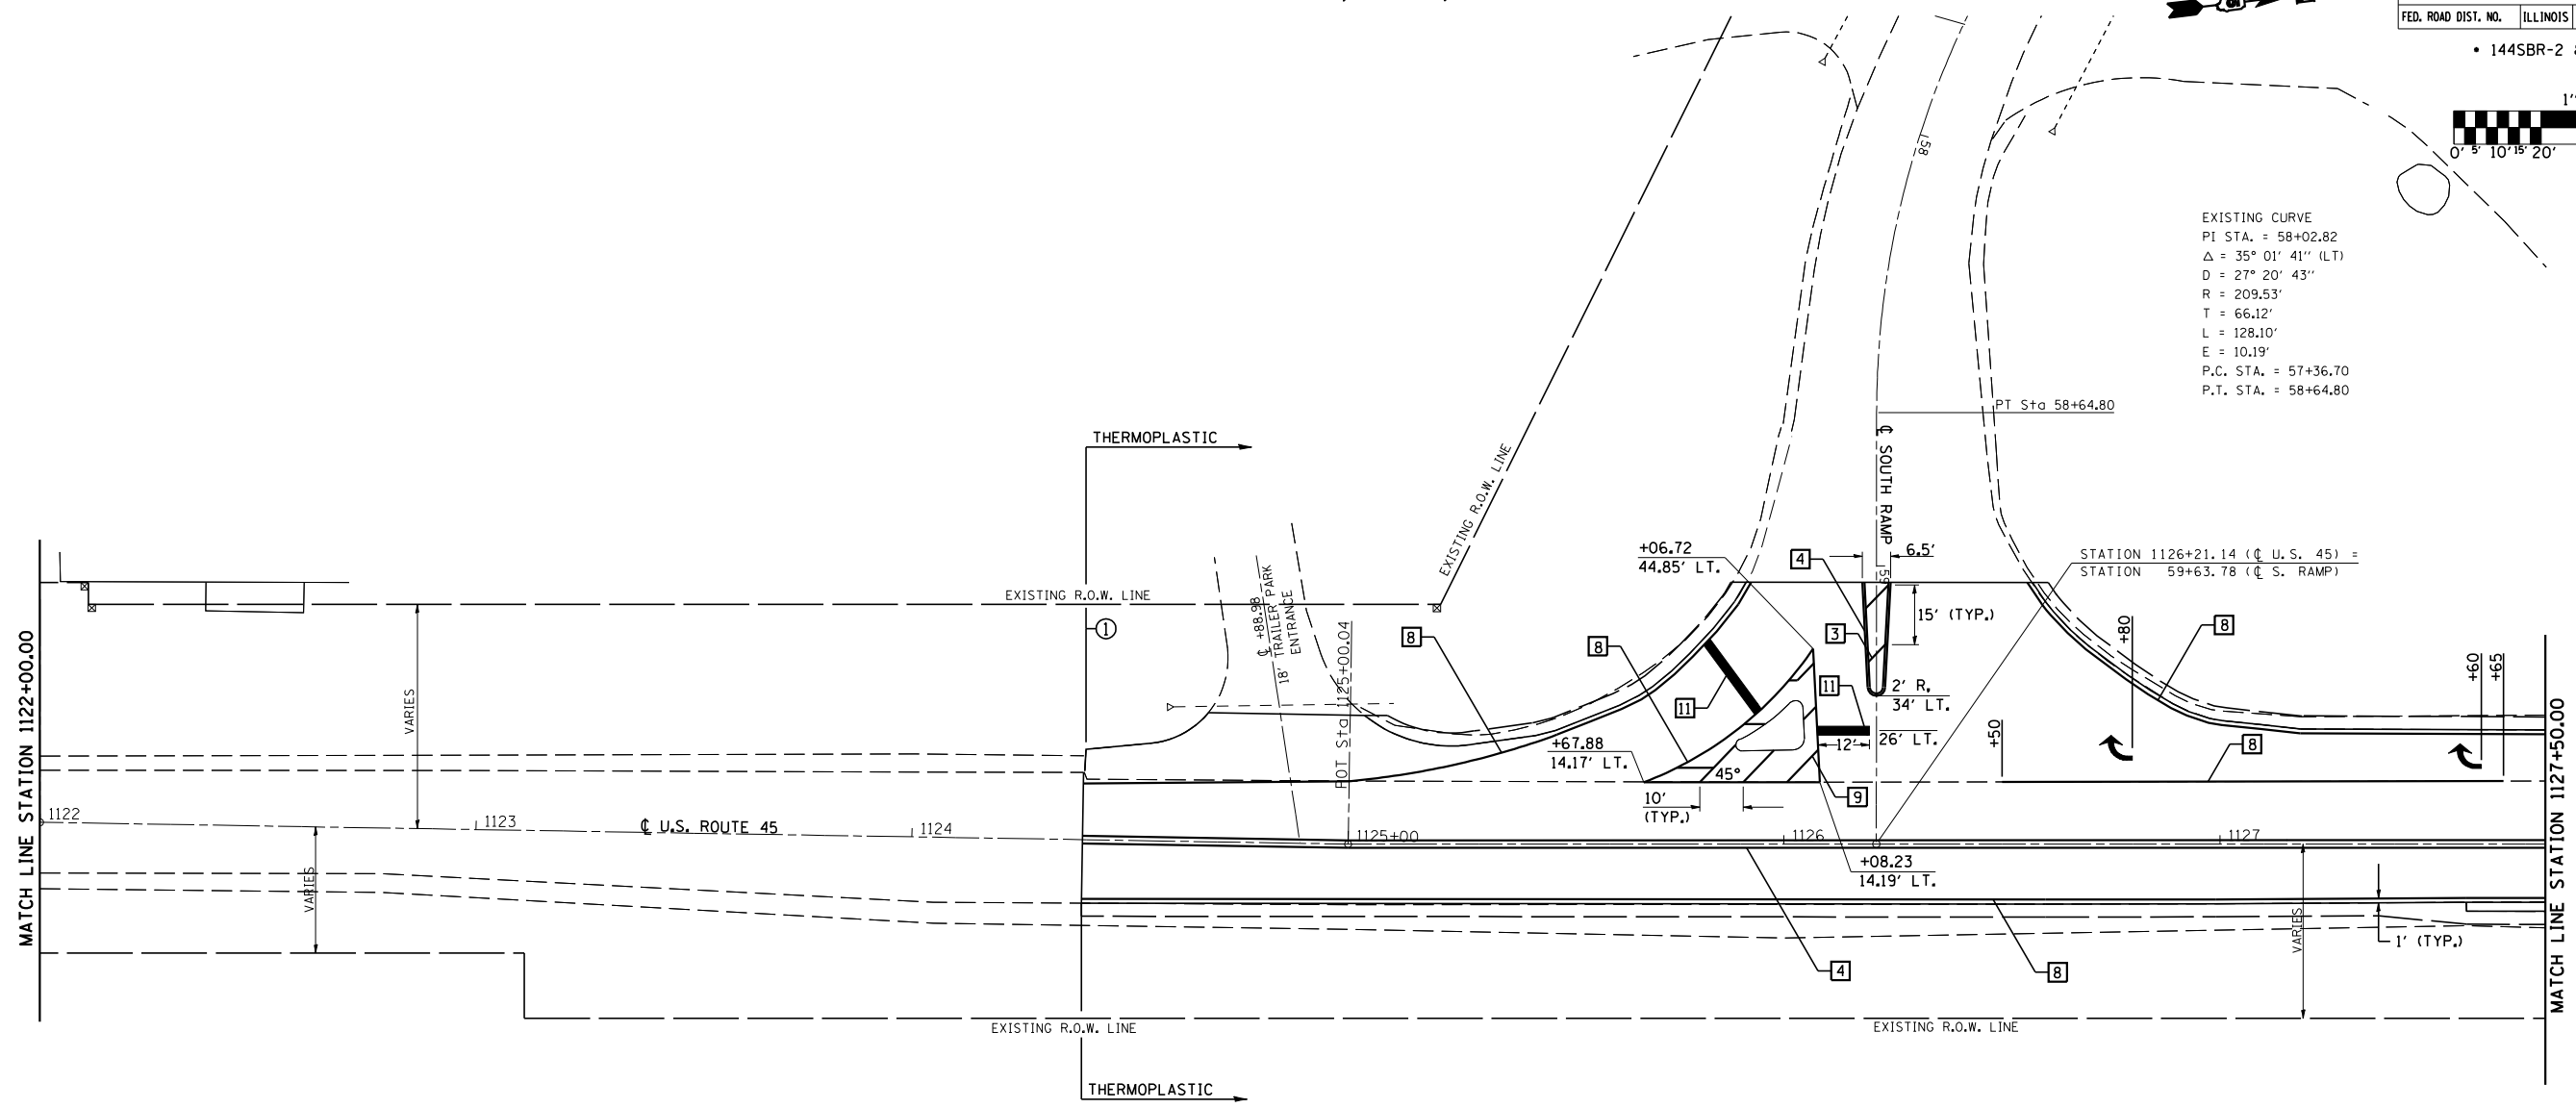 FED. ROAD DIST. NO. ILLINOIS
• 144SBR-2
0' 5' 10' 15' 20'
158
EXISTING CURVE
PI STA. = 58+02.82
Δ = 35° 01' 41'' (LT)
D = 27° 20' 43''
R = 209.53'
T = 66.12'
L = 128.10'
E = 10.19'
P.C. STA. = 57+36.70
P.T. STA. = 58+64.80
PT Sta 58+64.80
THERMOPLASTIC
℄ SOUTH RAMP
EXISTING R.O.W. LINE
+06.72
44.85' LT.
4
6.5'
59
STATION 1126+21.14 (℄ U.S. 45) =
STATION 59+63.78 (℄ S. RAMP)
EXISTING R.O.W. LINE
℄ +88.98
18' TRAILER PARK
ENTRANCE
1
8
8
3
15' (TYP.)
+80
8
+60
+65
MATCH LINE STATION 1122+00.00
VARIES
POT Sta 1125+00.04
11
11
2' R.
34' LT.
+50
+67.88
14.17' LT.
12'
26' LT.
8
45°
10'
(TYP.)
9
1122
1123
℄ U.S. ROUTE 45
1124
1125+00
1126
1127
+08.23
14.19' LT.
VARIES
VARIES
1' (TYP.)
4
8
MATCH LINE STATION 1127+50.00
EXISTING R.O.W. LINE
EXISTING R.O.W. LINE
THERMOPLASTIC